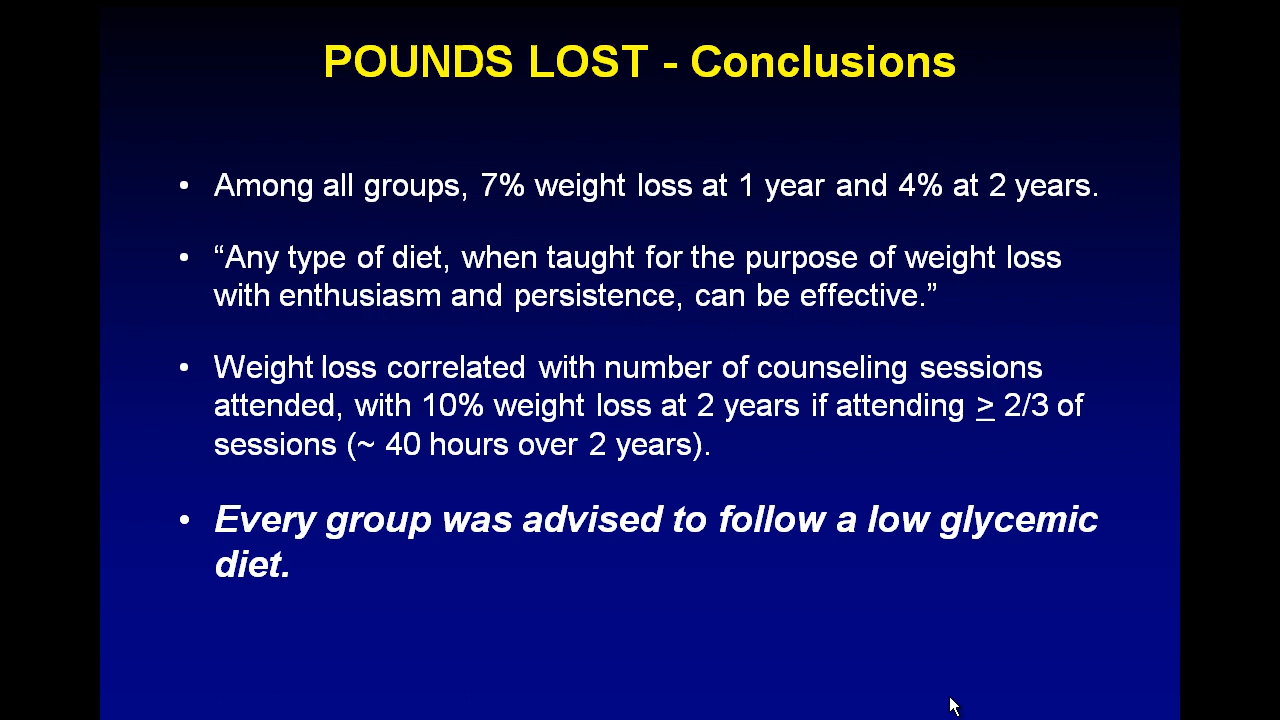 POUNDS LOST - Conclusions
• Among all groups, 7% weight loss at 1 year and 4% at 2 years.
• “Any type of diet, when taught for the purpose of weight loss
with enthusiasm and persistence, can be effective.”
• Weight loss correlated with number of counseling sessions
attended, with 10% weight loss at 2 years if attending ≥ 2/3 of
sessions (~ 40 hours over 2 years).
• Every group was advised to follow a low glycemic
diet.